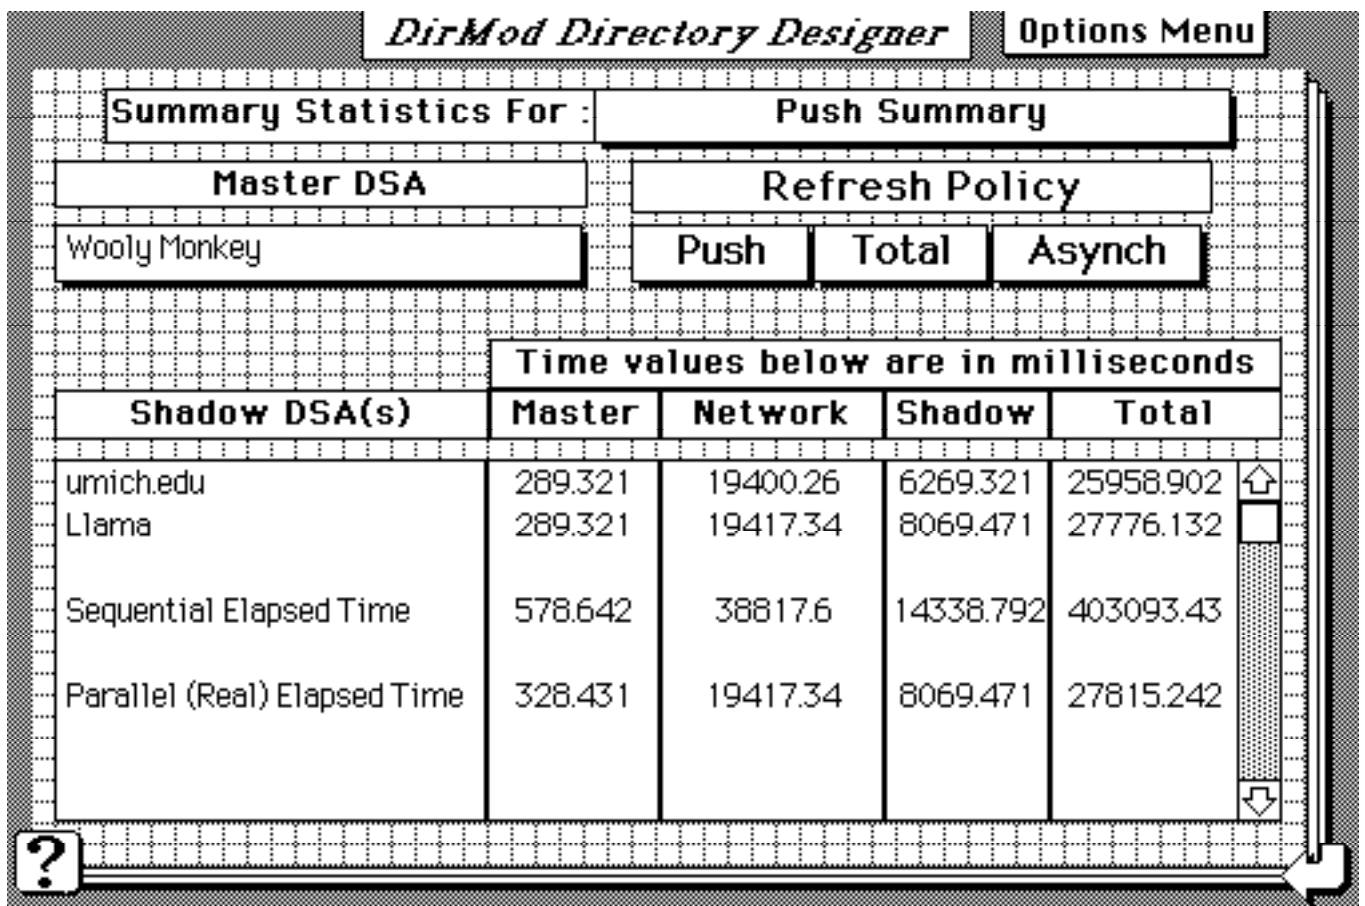 DirMod Directory Designer
Options Menu
Summary Statistics For :
Push Summary
Master DSA
Refresh Policy
Wooly Monkey
Push
Total
Asynch
Time values below are in milliseconds
Shadow DSA(s) Master Network Shadow Total
umich.edu 289.321 19400.26 6269.321 25958.902
Llama 289.321 19417.34 8069.471 27776.132
Sequential Elapsed Time 578.642 38817.6 14338.792 403093.43
Parallel (Real) Elapsed Time 328.431 19417.34 8069.471 27815.242
?